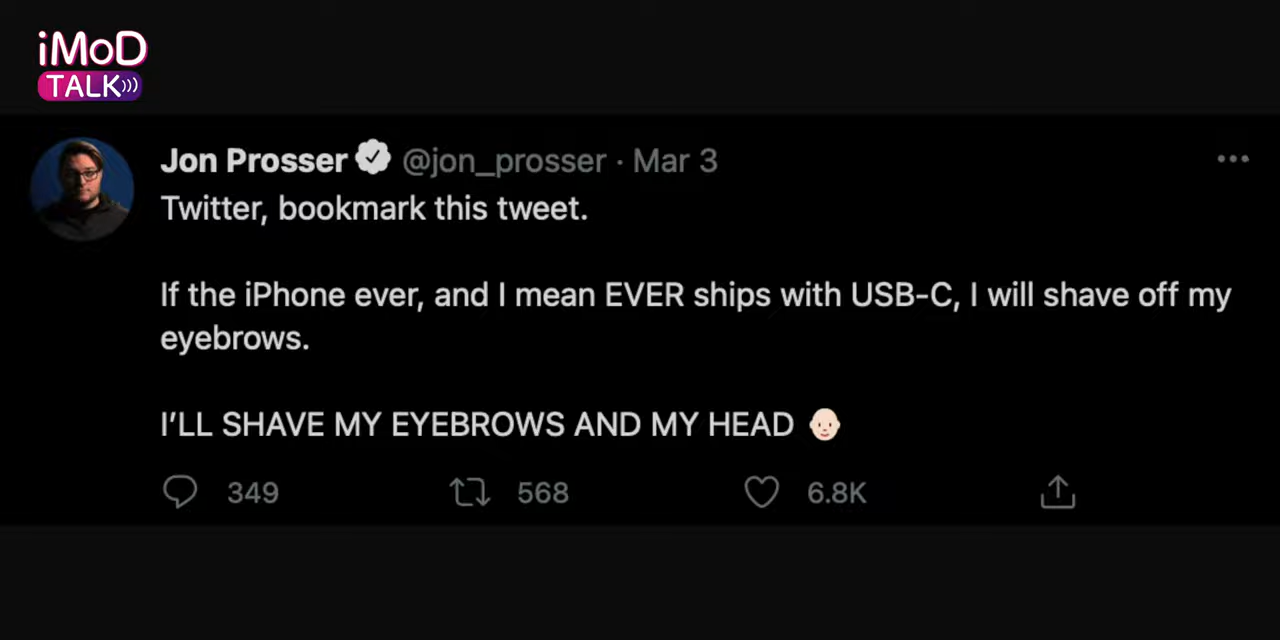 iMoD
TALK
Jon Prosser @jon_prosser · Mar 3
Twitter, bookmark this tweet.
If the iPhone ever, and I mean EVER ships with USB-C, I will shave off my
eyebrows.
I’LL SHAVE MY EYEBROWS AND MY HEAD 👶🏻
349 568 6.8K